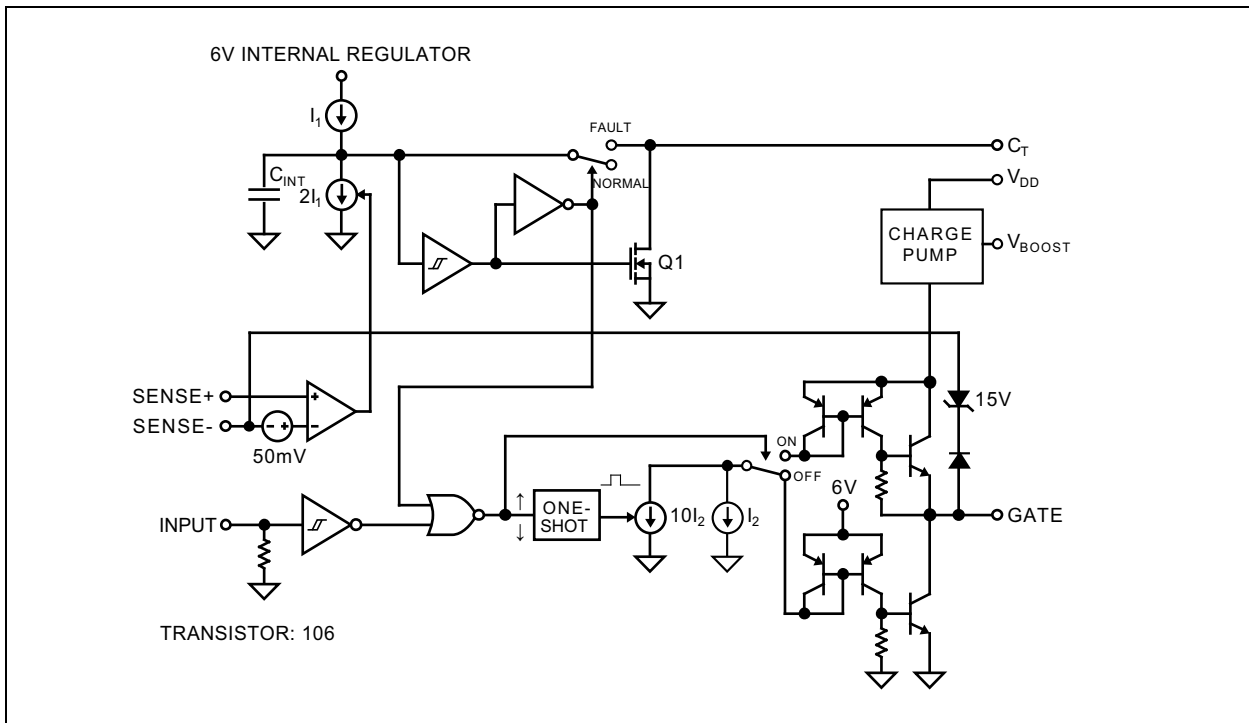 6V INTERNAL REGULATOR
I1
FAULT
CT
CINT
2I1
NORMAL
VDD
CHARGE
PUMP
VBOOST
Q1
SENSE+
+
15V
SENSE-
- +
-
50mV
ON
OFF
6V
INPUT
↑
↓
ONE-
SHOT
10I2
I2
GATE
TRANSISTOR: 106